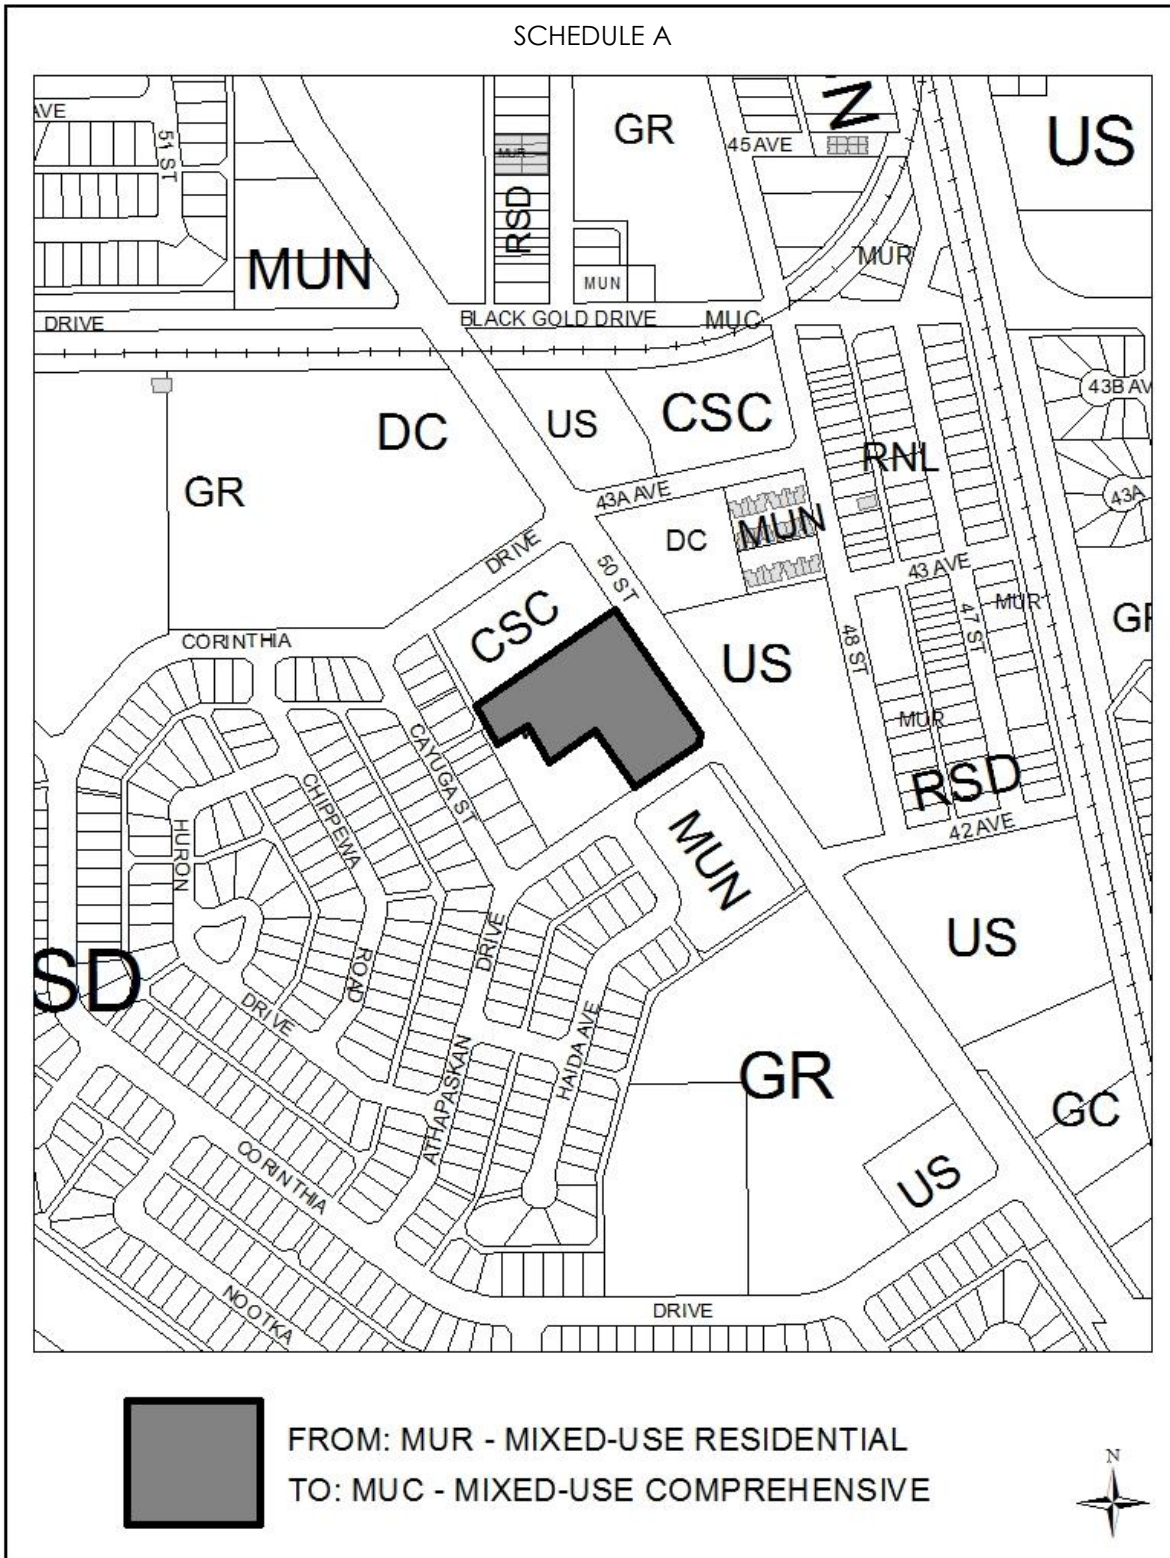 SCHEDULE A
AVE
51 ST
MUR
RSD
GR
45 AVE
US
MUN
MUN
MUR
DRIVE
BLACK GOLD DRIVE
MUC
43B AV
DC
US
CSC
RNL
GR
43A AVE
43A
DC
MUN
DRIVE
50 ST
43 AVE
MUR
47 ST
CSC
CORINTHIA
48 ST
US
MUR
CAYUGA ST
CHIPPEWA
RSD
HURON
MUN
42 AVE
DRIVE
US
ROAD
SD
DRIVE
HAIDA AVE
ATHAPASKAN
GR
GC
CORINTHIA
US
NOOTKA
DRIVE
FROM: MUR - MIXED-USE RESIDENTIAL
TO: MUC - MIXED-USE COMPREHENSIVE
N